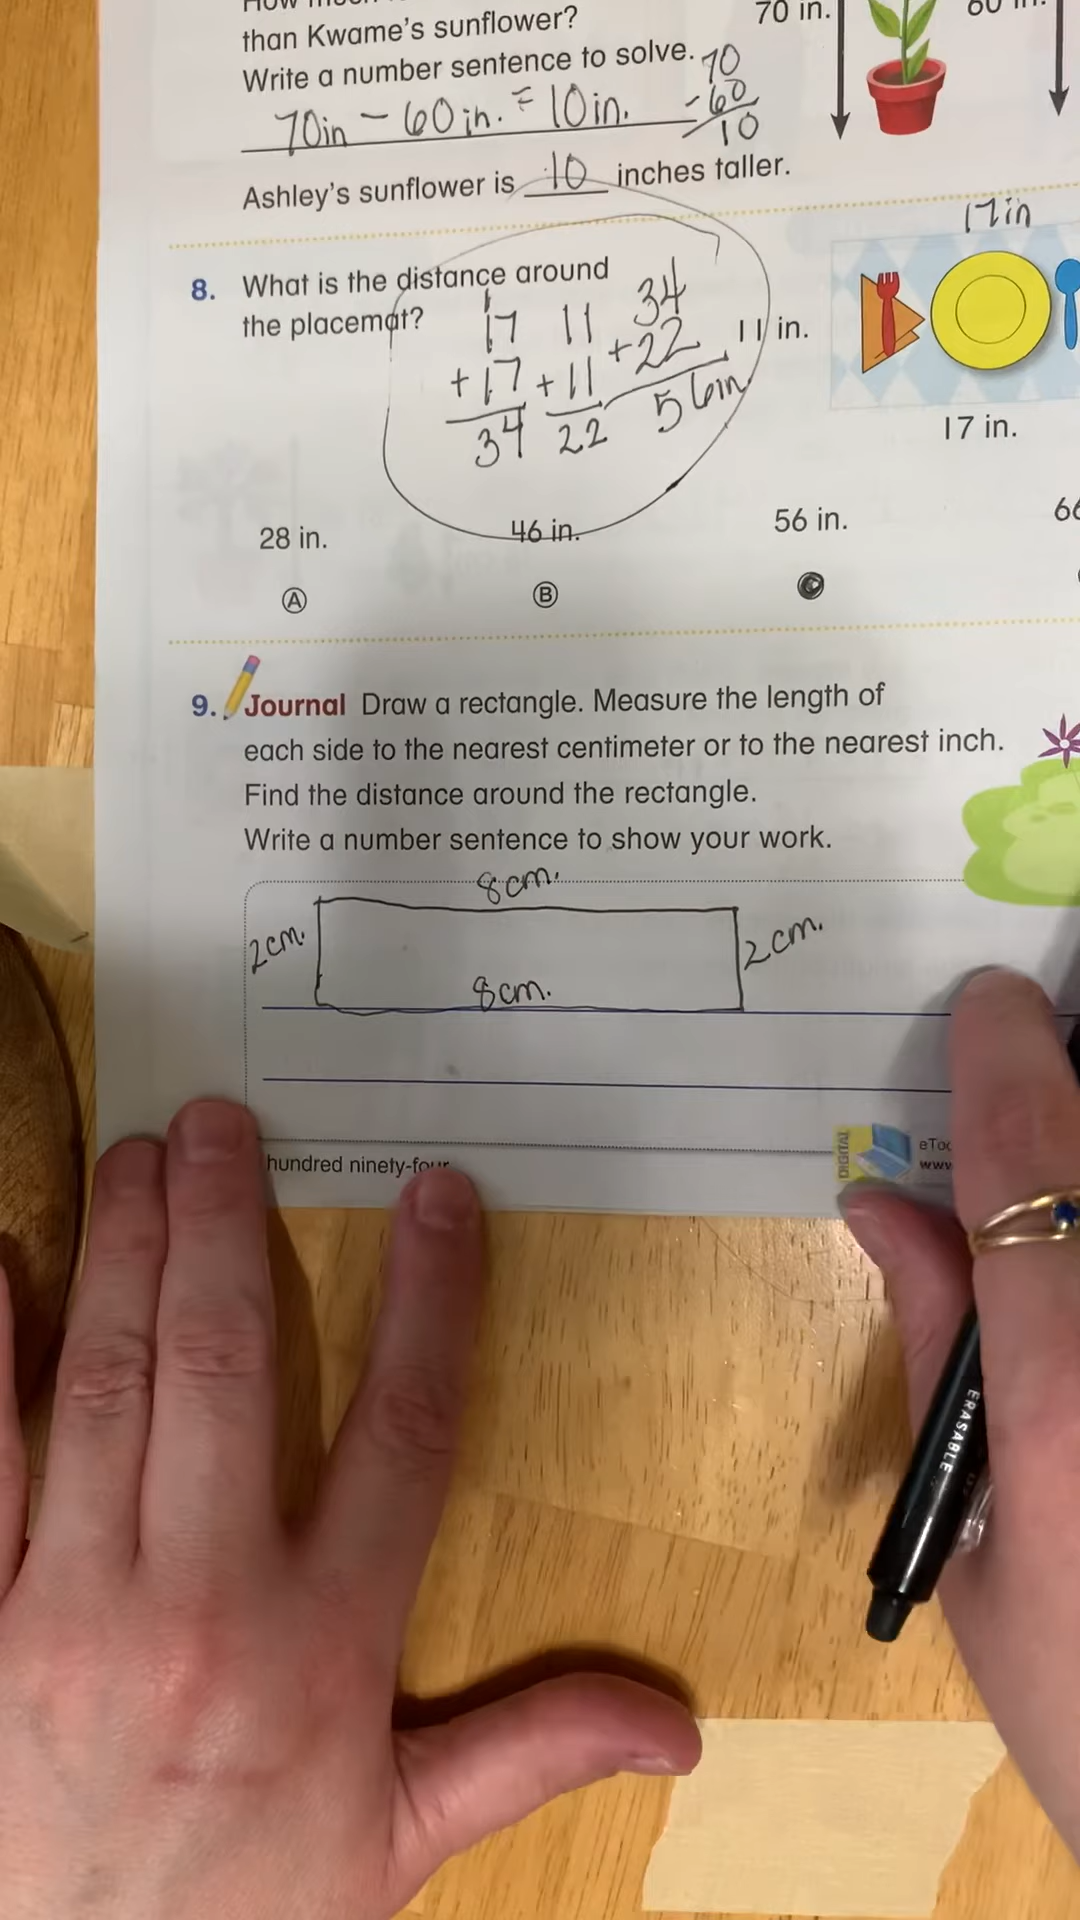 than Kwame's sunflower?
70 in.
Write a number sentence to solve.
70
-60
10
70in - 60in. = 10in.
Ashley's sunflower is 10 inches taller.
17in
8. What is the distance around
the placemat?
1
17 11 34
+17 +11 +22
34 22 56in
11 in.
17 in.
28 in. 46 in. 56 in.
A B C
9. Journal Draw a rectangle. Measure the length of
each side to the nearest centimeter or to the nearest inch.
Find the distance around the rectangle.
Write a number sentence to show your work.
8cm.
2cm. 2cm.
8cm.
hundred ninety-four
DIGITAL
www
ERASABLE